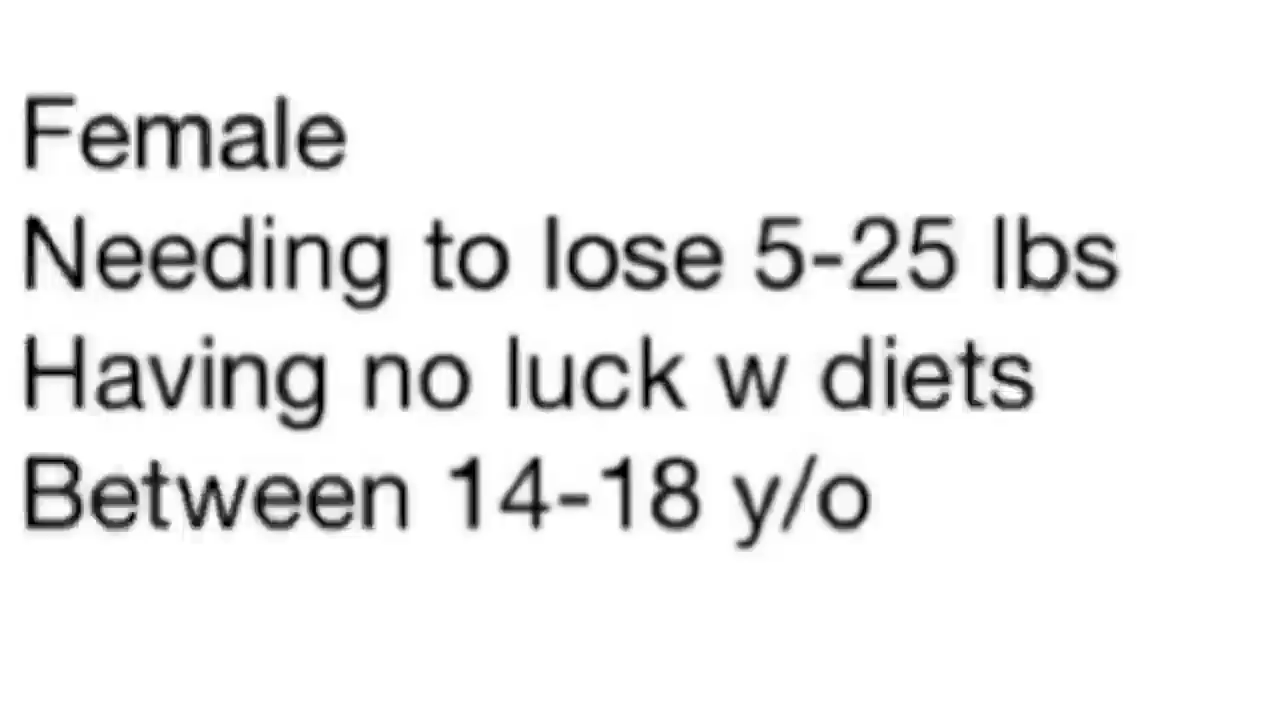 Female
Needing to lose 5-25 lbs
Having no luck w diets
Between 14-18 y/o